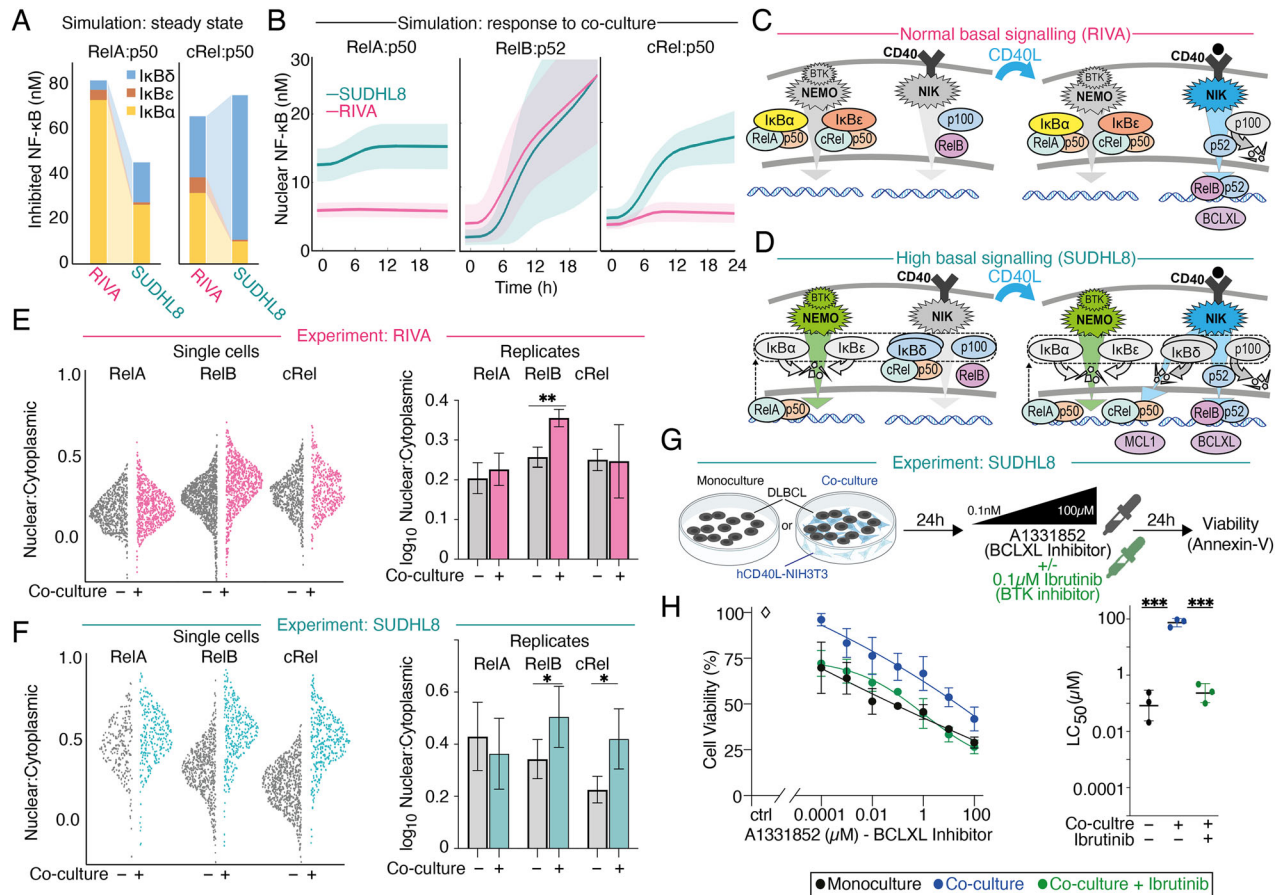 A
Simulation: steady state
RelA:p50
cRel:p50
Inhibited NF-κB (nM)
80
60
40
20
0
IκBδ
IκBε
IκBα
RIVA
SUDHL8
RIVA
SUDHL8
B
Simulation: response to co-culture
RelA:p50
RelB:p52
cRel:p50
Nuclear NF-κB (nM)
30
20
10
0
SUDHL8
RIVA
0 6 12 18
0 6 12 18
0 6 12 18 24
Time (h)
C
Normal basal signalling (RIVA)
CD40
CD40L
CD40
BTK
NEMO
NIK
BTK
NEMO
NIK
IκBα
IκBε
RelA
p50
cRel
p50
p100
RelB
IκBα
IκBε
RelA
p50
cRel
p50
p100
p52
RelB
p52
BCLXL
D
High basal signalling (SUDHL8)
CD40
CD40L
CD40
BTK
NEMO
NIK
BTK
NEMO
NIK
IκBα
IκBε
IκBδ
p100
cRel
p50
RelB
RelA
p50
IκBα
IκBε
IκBδ
p100
p52
RelA
p50
cRel
p50
RelB
p52
MCL1
BCLXL
E
Experiment: RIVA
Single cells
RelA
RelB
cRel
Nuclear:Cytoplasmic
1.0
0.5
0.0
Co-culture − + − + − +
Replicates
RelA
RelB
cRel
**
log10 Nuclear:Cytoplasmic
0.4
0.3
0.2
0.1
0
Co-culture
− + − + − +
F
Experiment: SUDHL8
Single cells
RelA
RelB
cRel
Nuclear:Cytoplasmic
1.0
0.5
0.0
Co-culture − + − + − +
Replicates
RelA
RelB
cRel
*
*
log10 Nuclear:Cytoplasmic
0.6
0.4
0.2
0
Co-culture
− + − + − +
G
Experiment: SUDHL8
Monoculture
DLBCL
Co-culture
or
hCD40L-NIH3T3
24h
0.1nM
100µM
A1331852
(BCLXL Inhibitor)
+/-
0.1µM Ibrutinib
(BTK inhibitor)
24h
Viability
(Annexin-V)
H
Cell Viability (%)
100
75
50
25
0
ctrl
0.0001 0.01 1 100
A1331852 (µM) - BCLXL Inhibitor
LC50(µM)
*** ***
100
1
0.01
0.0001
Co-cultre − + +
Ibrutinib − − +
Monoculture
Co-culture
Co-culture + Ibrutinib